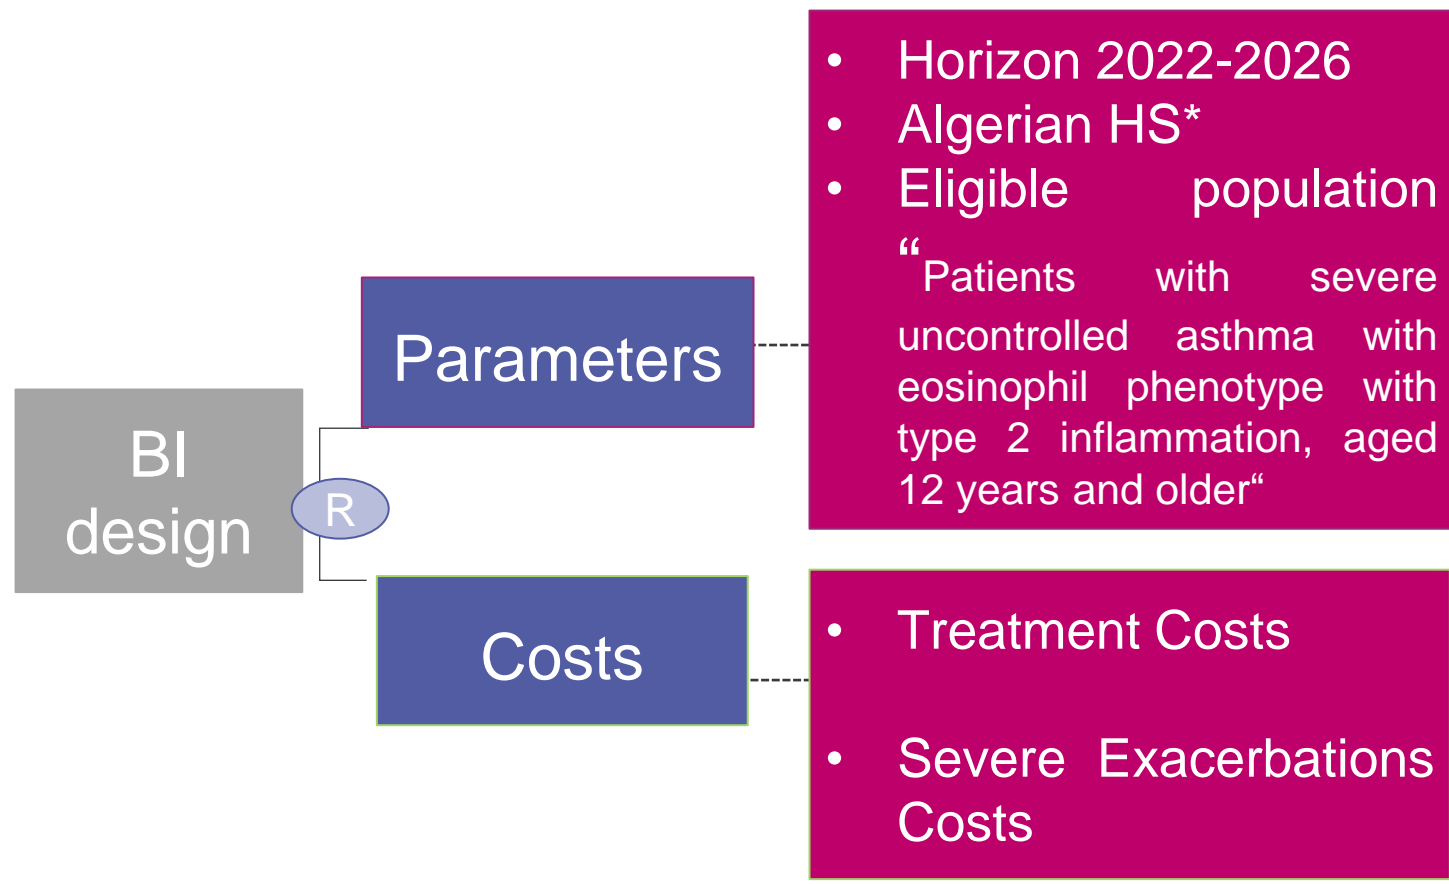 BI
design
R
Parameters
• Horizon 2022-2026
• Algerian HS*
• Eligible population
“Patients with severe
uncontrolled asthma with
eosinophil phenotype with
type 2 inflammation, aged
12 years and older“
Costs
• Treatment Costs
• Severe Exacerbations
Costs